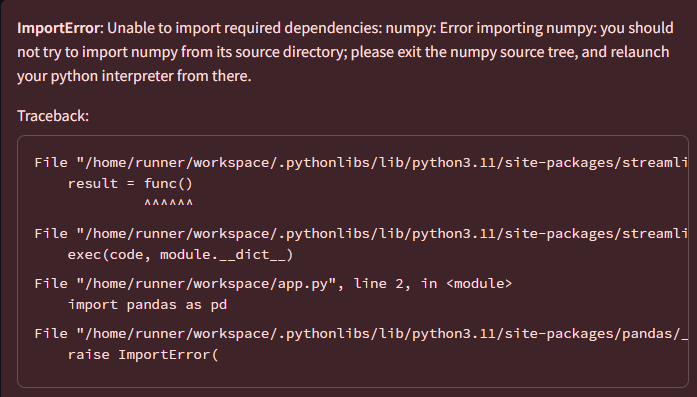 ImportError: Unable to import required dependencies: numpy: Error importing numpy: you should
not try to import numpy from its source directory; please exit the numpy source tree, and relaunch
your python interpreter from there.
Traceback:
File "/home/runner/workspace/.pythonlibs/lib/python3.11/site-packages/streamli
result = func()
^^^^^^
File "/home/runner/workspace/.pythonlibs/lib/python3.11/site-packages/streamli
exec(code, module.__dict__)
File "/home/runner/workspace/app.py", line 2, in <module>
import pandas as pd
File "/home/runner/workspace/.pythonlibs/lib/python3.11/site-packages/pandas/_
raise ImportError(